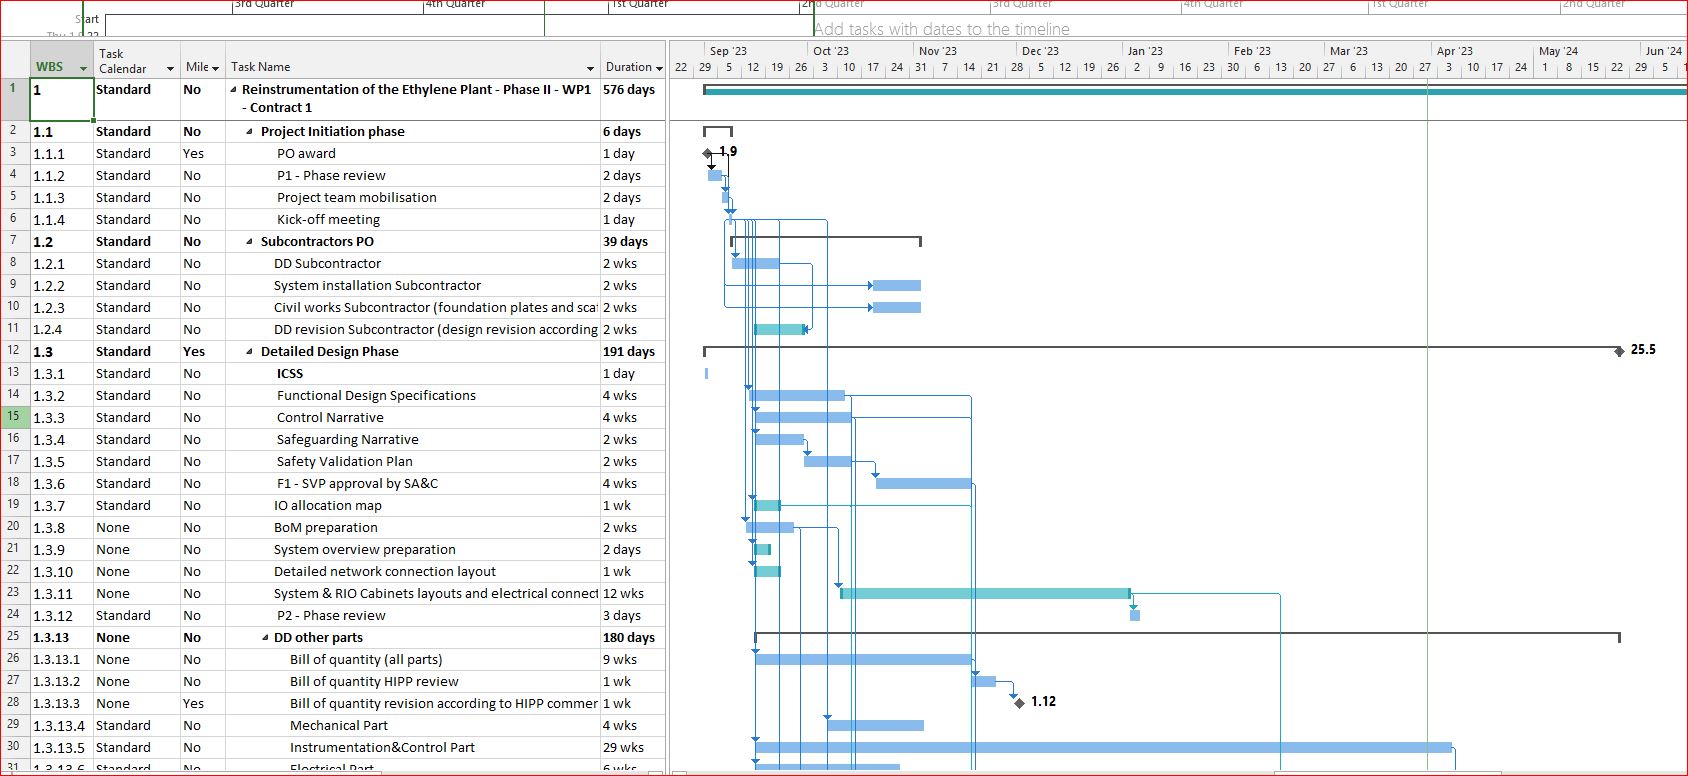 3rd Quarter 4th Quarter 1st Quarter 2nd Quarter 3rd Quarter 4th Quarter 1st Quarter 2nd Quarter
Start
Add tasks with dates to the timeline
WBS Task Calendar Mile Task Name Duration
Sep '23 Oct '23 Nov '23 Dec '23 Jan '23 Feb '23 Mar '23 Apr '23 May '24 Jun '24
22 29 5 12 19 26 3 10 17 24 31 7 14 21 28 5 12 19 26 2 9 16 23 30 6 13 20 27 6 13 20 27 3 10 17 24 1 8 15 22 29 5
1 1 Standard No Reinstrumentation of the Ethylene Plant - Phase II - WP1 576 days
- Contract 1
2 1.1 Standard No Project Initiation phase 6 days
3 1.1.1 Standard Yes PO award 1 day 1.9
4 1.1.2 Standard No P1 - Phase review 2 days
5 1.1.3 Standard No Project team mobilisation 2 days
6 1.1.4 Standard No Kick-off meeting 1 day
7 1.2 Standard No Subcontractors PO 39 days
8 1.2.1 Standard No DD Subcontractor 2 wks
9 1.2.2 Standard No System installation Subcontractor 2 wks
10 1.2.3 Standard No Civil works Subcontractor (foundation plates and scaf 2 wks
11 1.2.4 Standard No DD revision Subcontractor (design revision according 2 wks
12 1.3 Standard Yes Detailed Design Phase 191 days 25.5
13 1.3.1 Standard No ICSS 1 day
14 1.3.2 Standard No Functional Design Specifications 4 wks
15 1.3.3 Standard No Control Narrative 4 wks
16 1.3.4 Standard No Safeguarding Narrative 2 wks
17 1.3.5 Standard No Safety Validation Plan 2 wks
18 1.3.6 Standard No F1 - SVP approval by SA&C 4 wks
19 1.3.7 Standard No IO allocation map 1 wk
20 1.3.8 None No BoM preparation 2 wks
21 1.3.9 None No System overview preparation 2 days
22 1.3.10 None No Detailed network connection layout 1 wk
23 1.3.11 None No System & RIO Cabinets layouts and electrical connect 12 wks
24 1.3.12 Standard No P2 - Phase review 3 days
25 1.3.13 None No DD other parts 180 days
26 1.3.13.1 None No Bill of quantity (all parts) 9 wks
27 1.3.13.2 None No Bill of quantity HIPP review 1 wk
28 1.3.13.3 None Yes Bill of quantity revision according to HIPP commer 1 wk 1.12
29 1.3.13.4 Standard No Mechanical Part 4 wks
30 1.3.13.5 Standard No Instrumentation&Control Part 29 wks
31 1.3.13.6 Standard No Electrical Part 6 wks